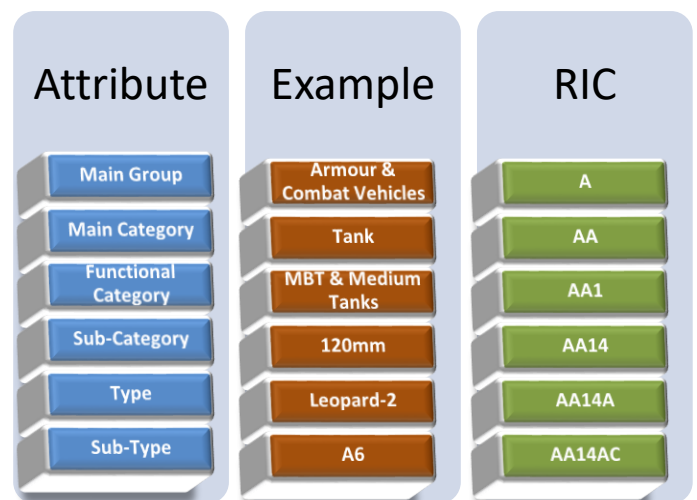 Attribute
Main Group
Main Category
Functional
Category
Sub-Category
Type
Sub-Type
Example
Armour &
Combat Vehicles
Tank
MBT & Medium
Tanks
120mm
Leopard-2
A6
RIC
A
AA
AA1
AA14
AA14A
AA14AC